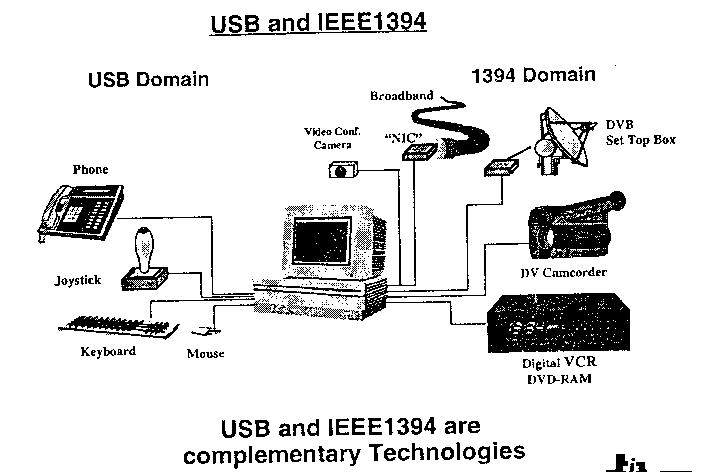 USB and IEEE1394
USB Domain
1394 Domain
Broadband
Video Conf.
Camera
"NIC"
DVB
Set Top Box
Phone
Joystick
DV Camcorder
Keyboard
Mouse
Digital VCR
DVD-RAM
USB and IEEE1394 are
complementary Technologies